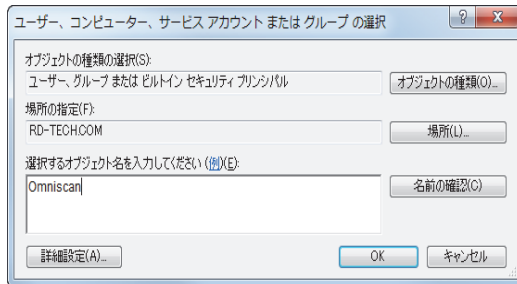 ユーザー、コンピューター、サービス アカウント または グループ の選択
オブジェクトの種類の選択(S):
ユーザー、グループ または ビルトイン セキュリティ プリンシパル
オブジェクトの種類(O)...
場所の指定(F):
RD-TECH.COM
場所(L)...
選択するオブジェクト名を入力してください (例)(E):
Omniscan
名前の確認(C)
詳細設定(A)...
OK
キャンセル